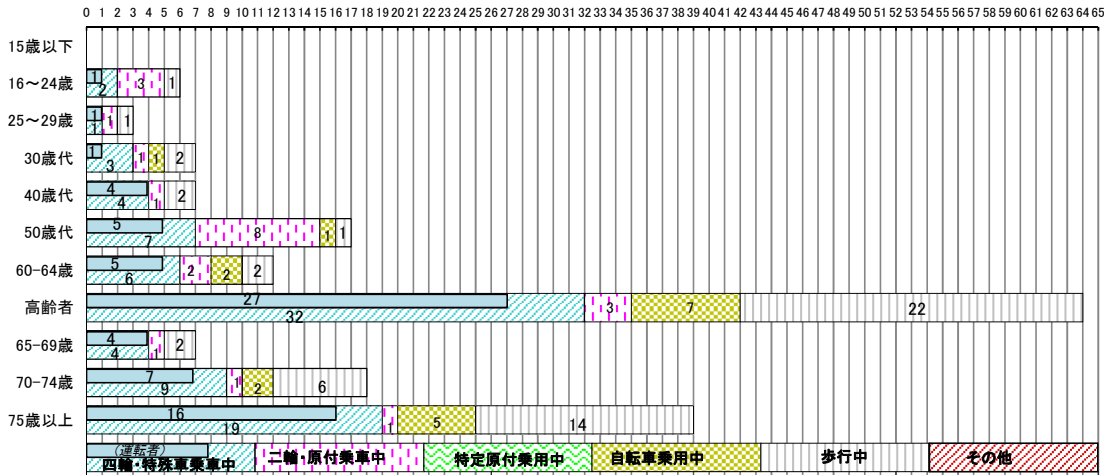 0 1 2 3 4 5 6 7 8 9 10 11 12 13 14 15 16 17 18 19 20 21 22 23 24 25 26 27 28 29 30 31 32 33 34 35 36 37 38 39 40 41 42 43 44 45 46 47 48 49 50 51 52 53 54 55 56 57 58 59 60 61 62 63 64 65
15歳以下
16～24歳 1 2 3 1
25～29歳 1 1 1 1
30歳代 1 3 1 1 2
40歳代 4 4 1 2
50歳代 5 7 8 1 1
60-64歳 5 6 2 2 2
高齢者 27 32 3 7 22
65-69歳 4 4 1 2
70-74歳 7 9 1 2 6
75歳以上 16 19 1 5 14
(運転者)
四輪・特殊車乗車中 二輪・原付乗車中 特定原付乗用中 自転車乗用中 歩行中 その他